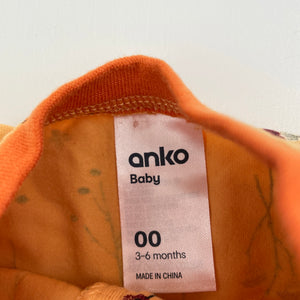 anko
Baby
00
3-6 months
MADE IN CHINA